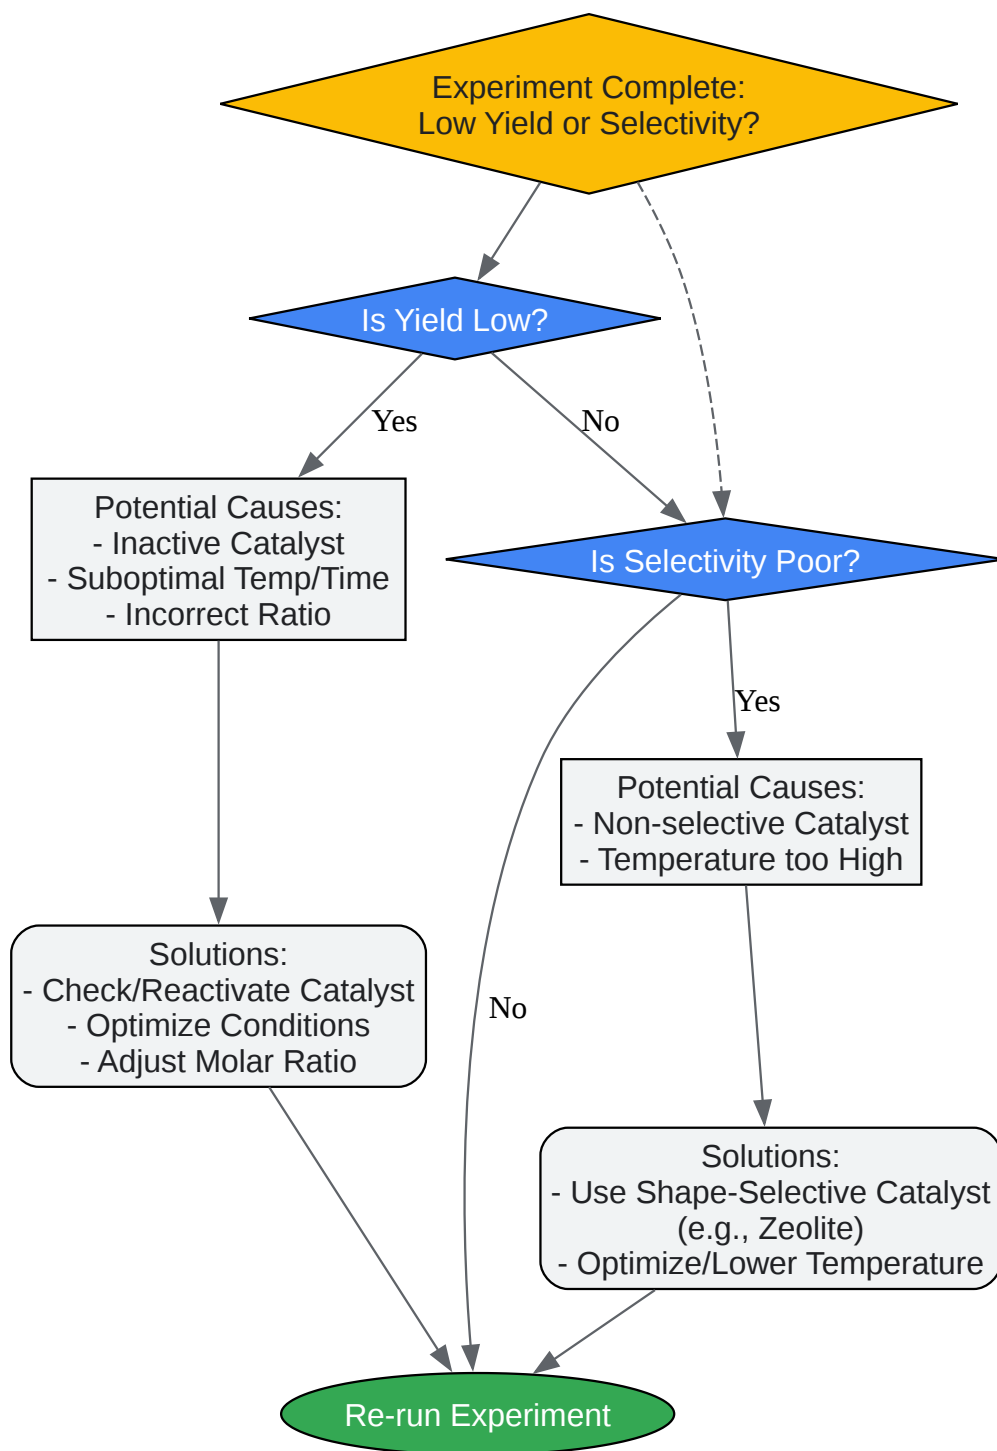 Experiment Complete:
Low Yield or Selectivity?
Is Yield Low?
Yes
No
Potential Causes:
- Inactive Catalyst
- Suboptimal Temp/Time
- Incorrect Ratio
Is Selectivity Poor?
Yes
Potential Causes:
- Non-selective Catalyst
- Temperature too High
Solutions:
- Check/Reactivate Catalyst
- Optimize Conditions
- Adjust Molar Ratio
No
Solutions:
- Use Shape-Selective Catalyst
(e.g., Zeolite)
- Optimize/Lower Temperature
Re-run Experiment